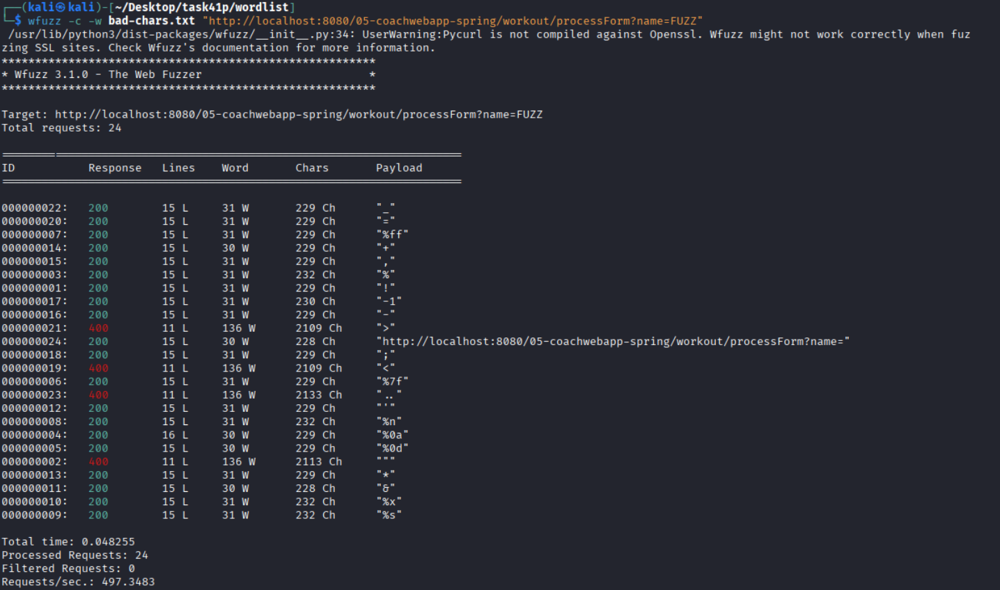 ┌──(kali㉿kali)-[~/Desktop/task41p/wordlist]
└─$ wfuzz -c -w bad-chars.txt "http://localhost:8080/05-coachwebapp-spring/workout/processForm?name=FUZZ"
/usr/lib/python3/dist-packages/wfuzz/__init__.py:34: UserWarning:Pycurl is not compiled against Openssl. Wfuzz might not work correctly when fuz
zing SSL sites. Check Wfuzz's documentation for more information.
********************************************************
* Wfuzz 3.1.0 - The Web Fuzzer                         *
********************************************************
Target: http://localhost:8080/05-coachwebapp-spring/workout/processForm?name=FUZZ
Total requests: 24
=====================================================================
ID           Response   Lines    Word       Chars       Payload
=====================================================================
000000022:   200        15 L     31 W       229 Ch      "_"
000000020:   200        15 L     31 W       229 Ch      "="
000000007:   200        15 L     31 W       229 Ch      "%ff"
000000014:   200        15 L     30 W       229 Ch      "+"
000000015:   200        15 L     31 W       229 Ch      ","
000000003:   200        15 L     31 W       232 Ch      "%"
000000001:   200        15 L     31 W       229 Ch      "!"
000000017:   200        15 L     31 W       230 Ch      "-1"
000000016:   200        15 L     31 W       229 Ch      "-"
000000021:   400        11 L     136 W      2109 Ch     ">"
000000024:   200        15 L     30 W       228 Ch      "http://localhost:8080/05-coachwebapp-spring/workout/processForm?name="
000000018:   200        15 L     31 W       229 Ch      ";"
000000019:   400        11 L     136 W      2109 Ch     "<"
000000006:   200        15 L     31 W       229 Ch      "%7f"
000000023:   400        11 L     136 W      2133 Ch     ".."
000000012:   200        15 L     31 W       229 Ch      "'"
000000008:   200        15 L     31 W       232 Ch      "%n"
000000004:   200        16 L     30 W       229 Ch      "%0a"
000000005:   200        15 L     30 W       229 Ch      "%0d"
000000002:   400        11 L     136 W      2113 Ch     """
000000013:   200        15 L     31 W       229 Ch      "*"
000000011:   200        15 L     30 W       228 Ch      "&"
000000010:   200        15 L     31 W       232 Ch      "%x"
000000009:   200        15 L     31 W       232 Ch      "%s"
Total time: 0.048255
Processed Requests: 24
Filtered Requests: 0
Requests/sec.: 497.3483